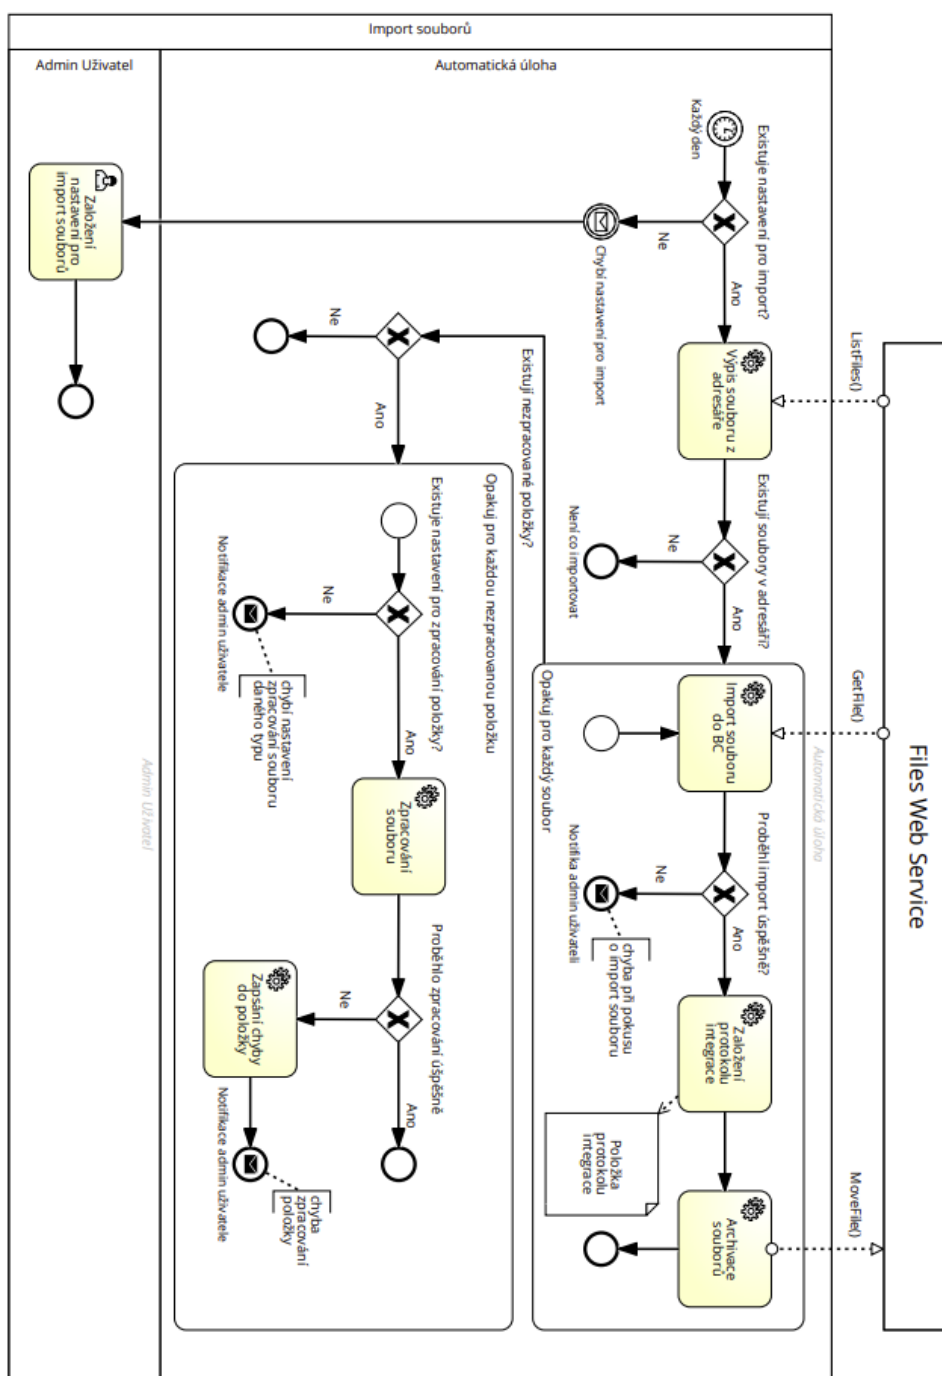 Import souborů
Admin Uživatel
Automatická úloha
Files Web Service
Každý den
Existuje nastavení pro import?
Ne
Ano
Chybí nastavení pro import
Založení
nastavení pro
import souborů
ListFiles()
Výpis souboru z
adresáře
Existují soubory v adresáři?
Ne
Ano
Není co importovat
Opakuj pro každý soubor
Automatická úloha
GetFile()
Import souboru
do BC
Proběhl import úspěšně?
Ne
Ano
Notifika admin uživateli
chyba při pokusu
o import souboru
Založení
protokolu
integrace
Položka
protokolu
integrace
Archivace
souborů
MoveFile()
Existují nezpracované položky?
Ne
Ano
Opakuj pro každou nezpracovanou položku
Existuje nastavení pro zpracování položky?
Ne
Ano
Notifikace admin uživatele
chybí nastavení
zpracování souboru
daného typu
Zpracování
souboru
Proběhlo zpracování úšpěšně
Ne
Ano
Zapsání chyby
do položky
Notifikace admin uživatele
chyba
zpracování
položky
Admin Uživatel